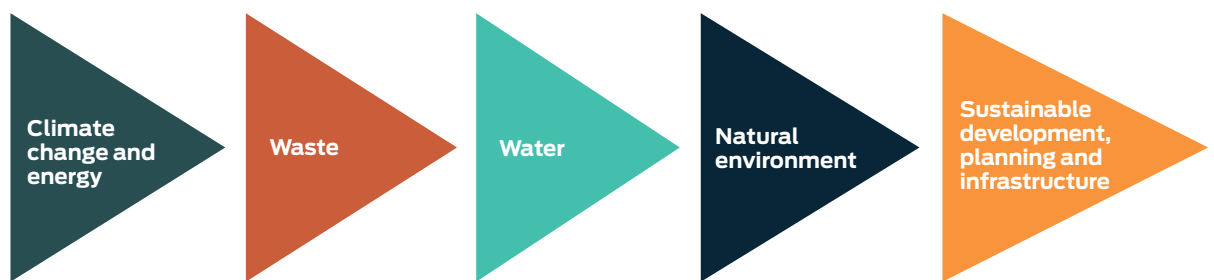 Climate
change and
energy
Waste
Water
Natural
environment
Sustainable
development,
planning and
infrastructure